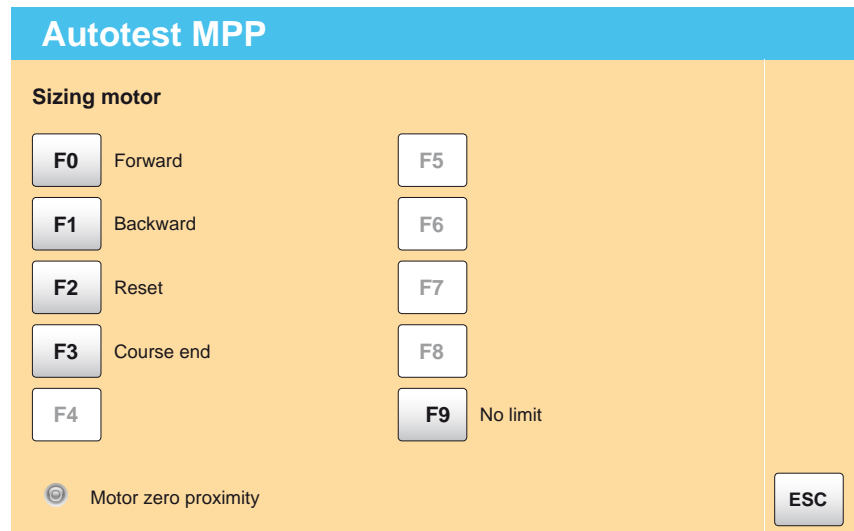 Autotest MPP
Sizing motor
F0 Forward
F5
F1 Backward
F6
F2 Reset
F7
F3 Course end
F8
F4
F9 No limit
Motor zero proximity
ESC